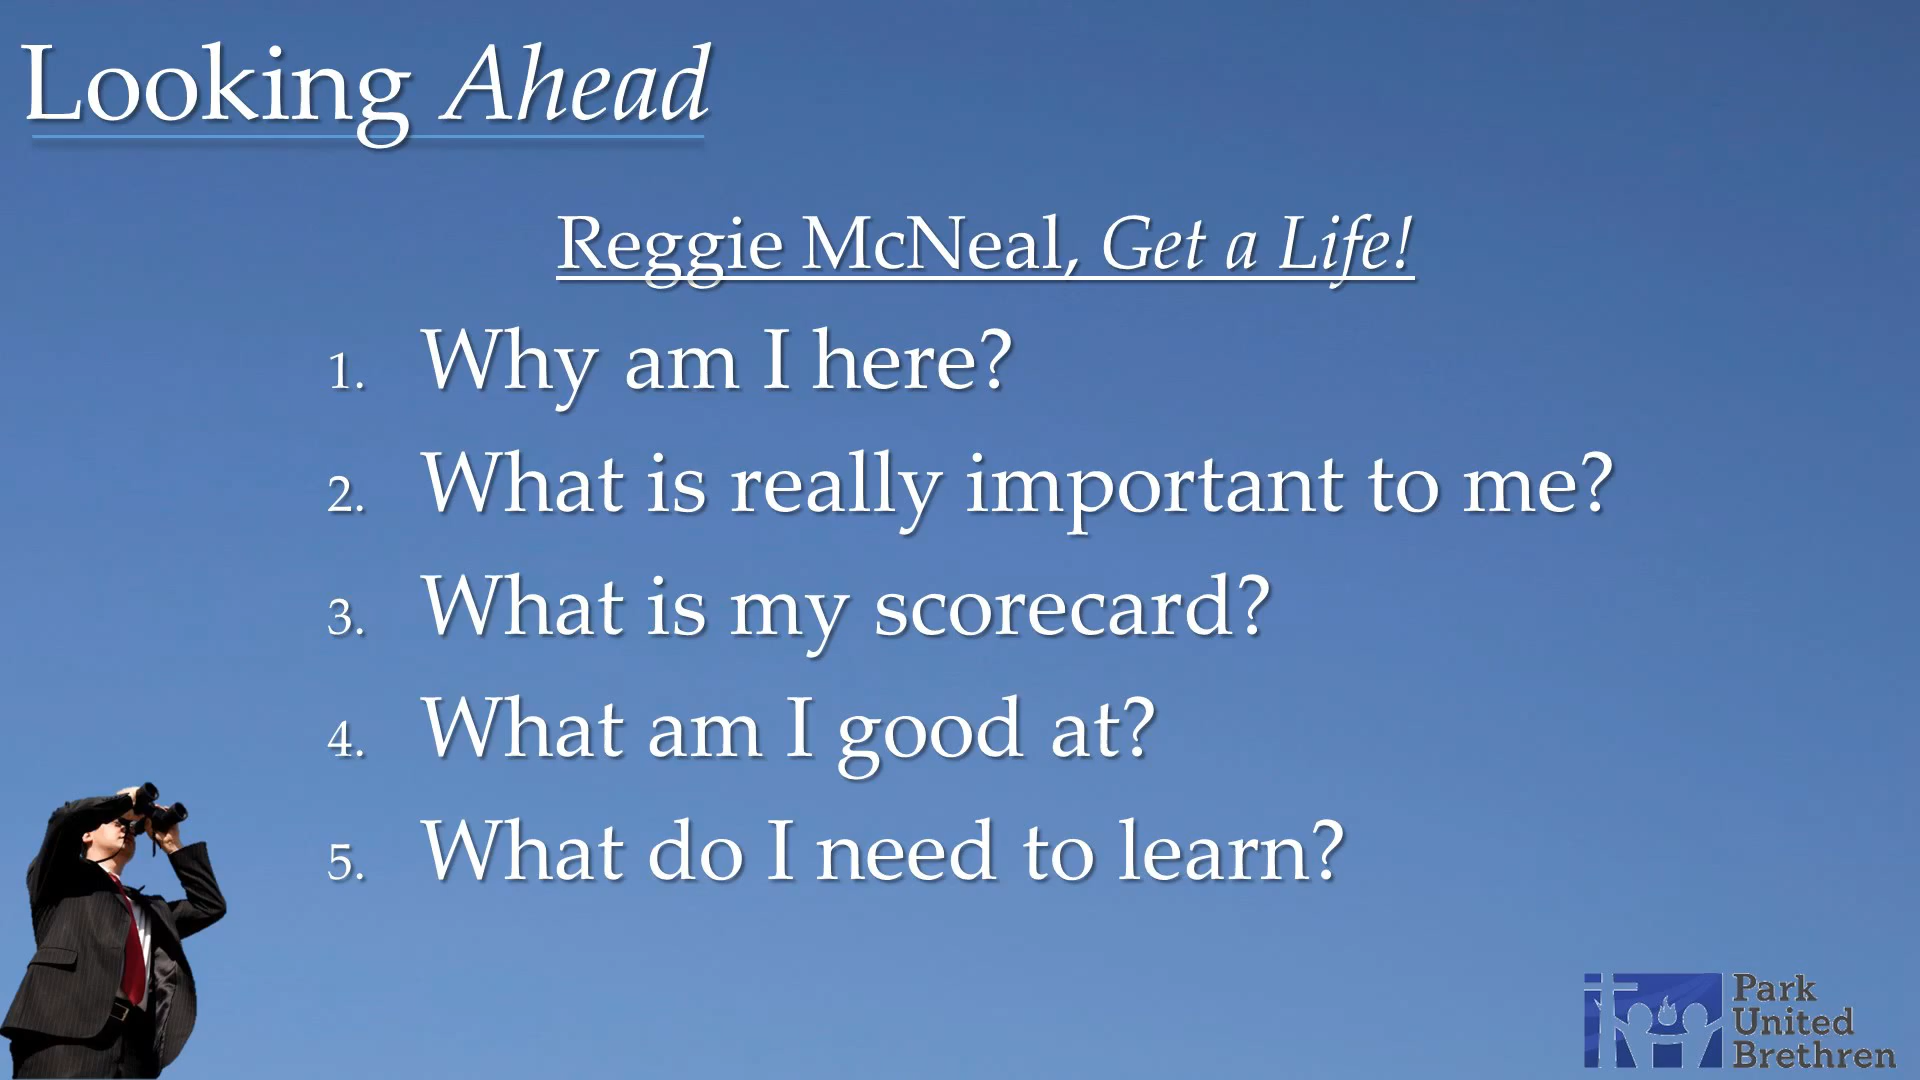 Looking Ahead
Reggie McNeal, Get a Life!
1. Why am I here?
2. What is really important to me?
3. What is my scorecard?
4. What am I good at?
5. What do I need to learn?
Park
United
Brethren